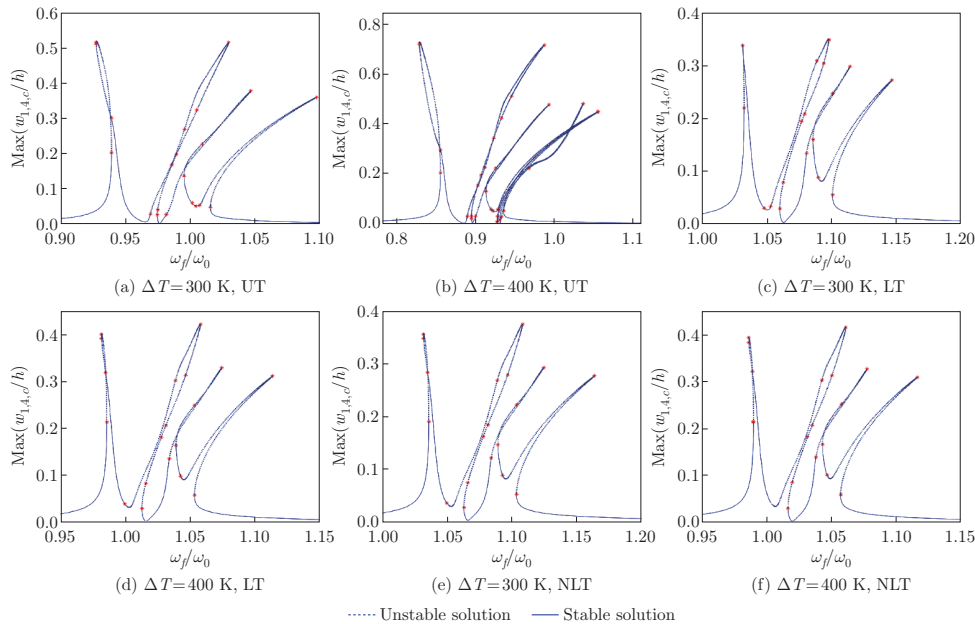 0.6
0.5
0.4
0.3
0.2
0.1
0
Max(w1,4,c/h)
0.90 0.95 1.00 1.05 1.10
ωf/ω0
(a) ΔT=300 K, UT
0.8
0.6
0.4
0.2
0
Max(w1,4,c/h)
0.8 0.9 1.0 1.1
ωf/ω0
(b) ΔT=400 K, UT
0.4
0.3
0.2
0.1
0.0
Max(w1,4,c/h)
1.00 1.05 1.10 1.15 1.20
ωf/ω0
(c) ΔT=300 K, LT
0.4
0.3
0.2
0.1
0.0
Max(w1,4,c/h)
0.95 1.00 1.05 1.10 1.15
ωf/ω0
(d) ΔT=400 K, LT
0.4
0.3
0.2
0.1
0.0
Max(w1,4,c/h)
1.00 1.05 1.10 1.15 1.20
ωf/ω0
(e) ΔT=300 K, NLT
0.4
0.3
0.2
0.1
0.0
Max(w1,4,c/h)
0.95 1.00 1.05 1.10 1.15
ωf/ω0
(f) ΔT=400 K, NLT
Unstable solution Stable solution